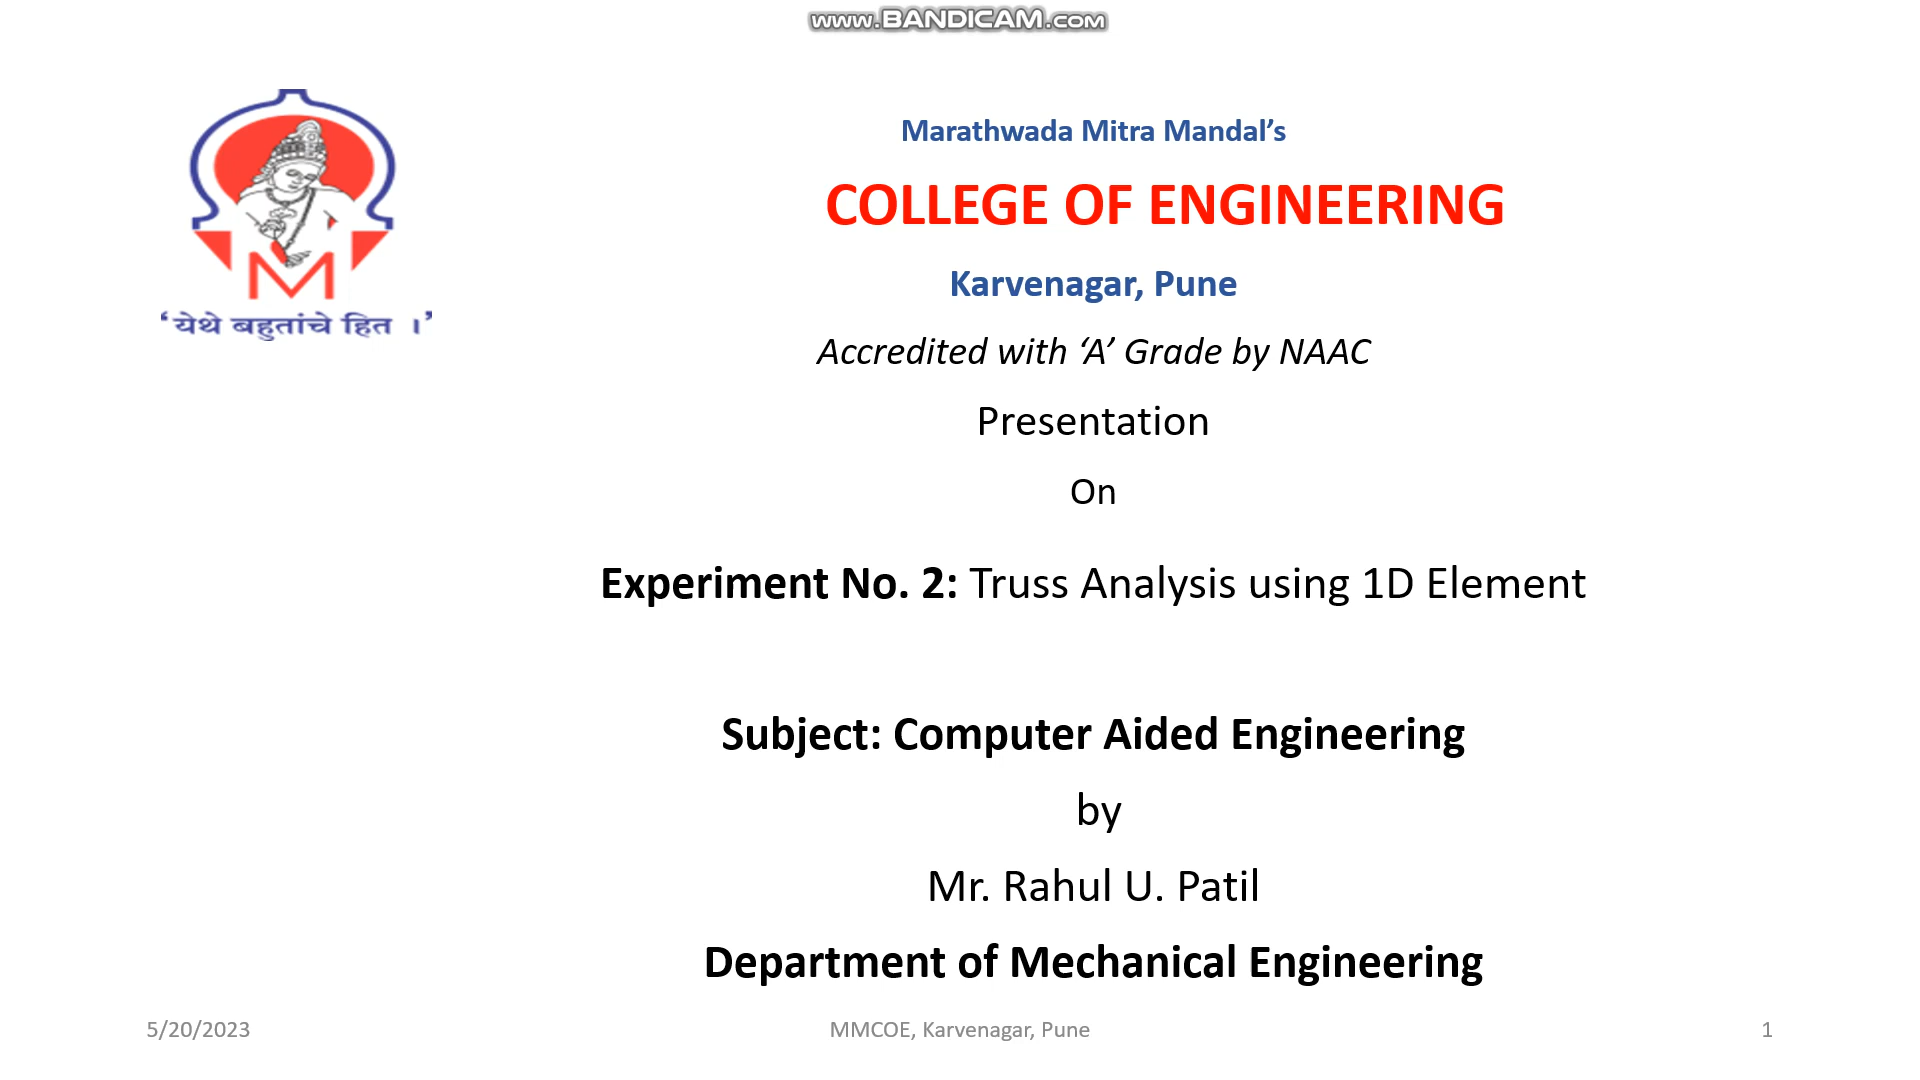 www.BANDICAM.com
Marathwada Mitra Mandal’s
COLLEGE OF ENGINEERING
Karvenagar, Pune
‘येथे बहुतांचे हित ।’
Accredited with ‘A’ Grade by NAAC
Presentation
On
Experiment No. 2: Truss Analysis using 1D Element
Subject: Computer Aided Engineering
by
Mr. Rahul U. Patil
Department of Mechanical Engineering
5/20/2023
MMCOE, Karvenagar, Pune
1